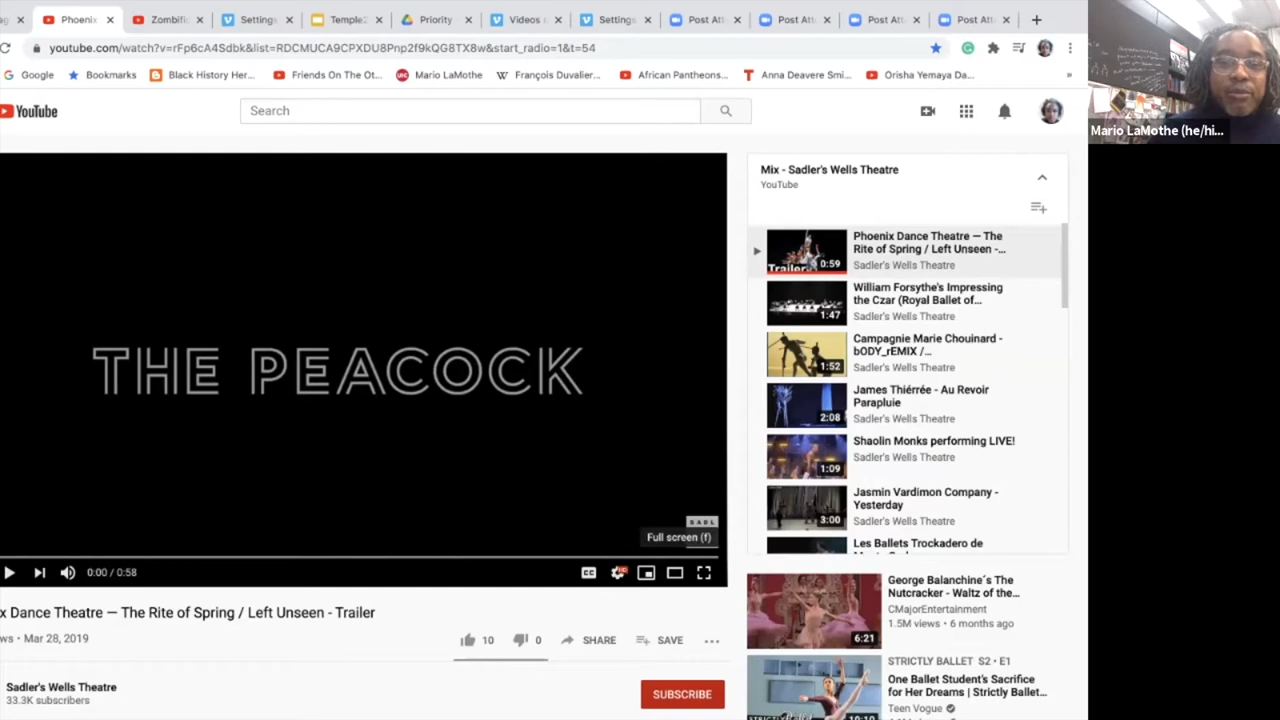 Phoenix
Zombific
Settings
Temple2
Priority
Videos
Settings
Post Att
Post Att
Post Att
Post Att
youtube.com/watch?v=rFp6cA4Sdbk&list=RDCMUCA9CPXDU8Pnp2f9kQG8TX8w&start_radio=1&t=54
Google
Bookmarks
Black History Her...
Friends On The Ot...
Mario LaMothe
François Duvalier...
African Pantheons...
Anna Deavere Smi...
Orisha Yemaya Da...
»
Mario LaMothe (he/hi...
YouTube
Search
THE PEACOCK
SADL
Full screen (f)
0:00 / 0:58
CC
HD
x Dance Theatre — The Rite of Spring / Left Unseen - Trailer
ws • Mar 28, 2019
10
0
SHARE
SAVE
Sadler's Wells Theatre
33.3K subscribers
SUBSCRIBE
Mix - Sadler's Wells Theatre
YouTube
Trailer
0:59
Phoenix Dance Theatre — The
Rite of Spring / Left Unseen -...
Sadler's Wells Theatre
1:47
William Forsythe's Impressing
the Czar (Royal Ballet of...
Sadler's Wells Theatre
1:52
Campagnie Marie Chouinard -
bODY_rEMIX /...
Sadler's Wells Theatre
2:08
James Thiérrée - Au Revoir
Parapluie
Sadler's Wells Theatre
1:09
Shaolin Monks performing LIVE!
Sadler's Wells Theatre
3:00
Jasmin Vardimon Company -
Yesterday
Sadler's Wells Theatre
Les Ballets Trockadero de
6:21
George Balanchine´s The
Nutcracker - Waltz of the...
CMajorEntertainment
1.5M views • 6 months ago
STRICTLY BALLET S2 • E1
One Ballet Student's Sacrifice
for Her Dreams | Strictly Ballet...
Teen Vogue